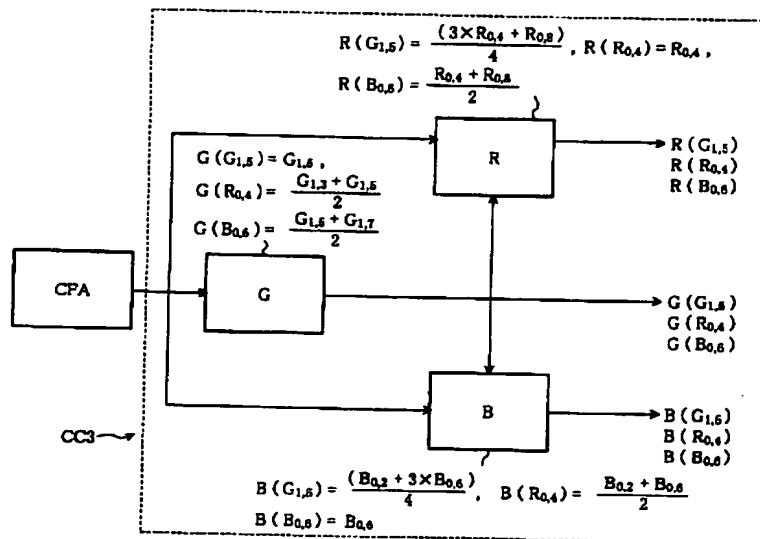 R(G₁,₅) = (3×R₀,₄ + R₀,₈)/4 , R(R₀,₄) = R₀,₄ ,
R(B₀,₆) = (R₀,₄ + R₀,₈)/2
R
R(G₁,₅)
R(R₀,₄)
R(B₀,₆)
G(G₁,₅) = G₁,₅ ,
G(R₀,₄) = (G₁,₃ + G₁,₅)/2
G(B₀,₆) = (G₁,₅ + G₁,₇)/2
CFA
G
G(G₁,₅)
G(R₀,₄)
G(B₀,₆)
B
B(G₁,₅)
B(R₀,₄)
B(B₀,₆)
CC3
B(G₁,₅) = (B₀,₂ + 3×B₀,₆)/4 , B(R₀,₄) = (B₀,₂ + B₀,₆)/2
B(B₀,₆) = B₀,₆